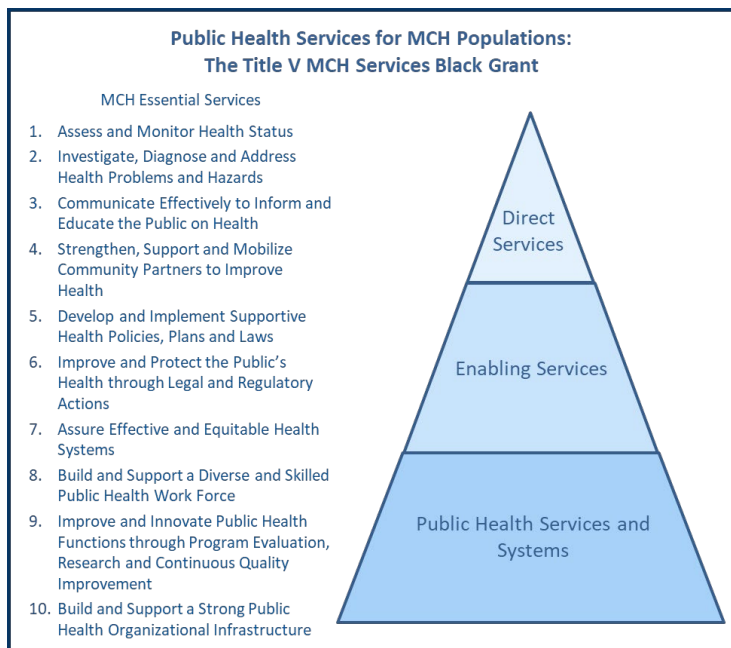 Public Health Services for MCH Populations:
The Title V MCH Services Black Grant
MCH Essential Services
1. Assess and Monitor Health Status
2. Investigate, Diagnose and Address
Health Problems and Hazards
3. Communicate Effectively to Inform and
Educate the Public on Health
4. Strengthen, Support and Mobilize
Community Partners to Improve
Health
5. Develop and Implement Supportive
Health Policies, Plans and Laws
6. Improve and Protect the Public's
Health through Legal and Regulatory
Actions
7. Assure Effective and Equitable Health
Systems
8. Build and Support a Diverse and Skilled
Public Health Work Force
9. Improve and Innovate Public Health
Functions through Program Evaluation,
Research and Continuous Quality
Improvement
10. Build and Support a Strong Public
Health Organizational Infrastructure
Direct
Services
Enabling Services
Public Health Services and
Systems